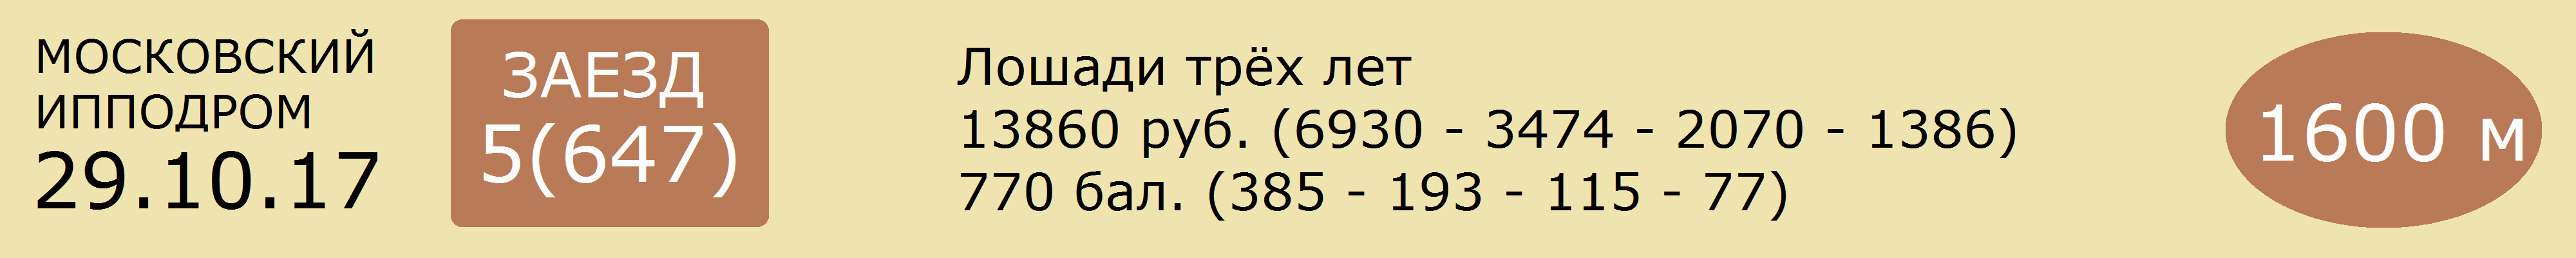 МОСКОВСКИЙ
ИППОДРОМ
29.10.17
ЗАЕЗД
5(647)
Лошади трёх лет
13860 руб. (6930 - 3474 - 2070 - 1386)
770 бал. (385 - 193 - 115 - 77)
1600 м